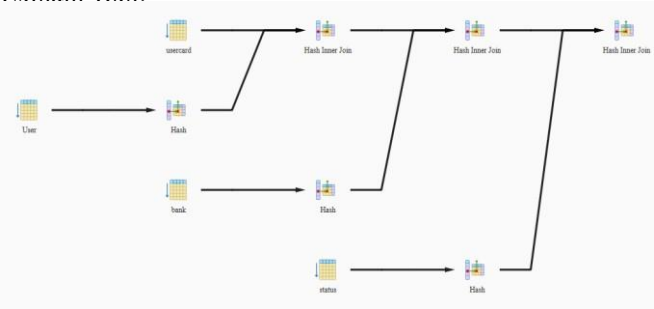 usercard
Hash Inner Join
Hash Inner Join
Hash Inner Join
User
Hash
bank
Hash
status
Hash